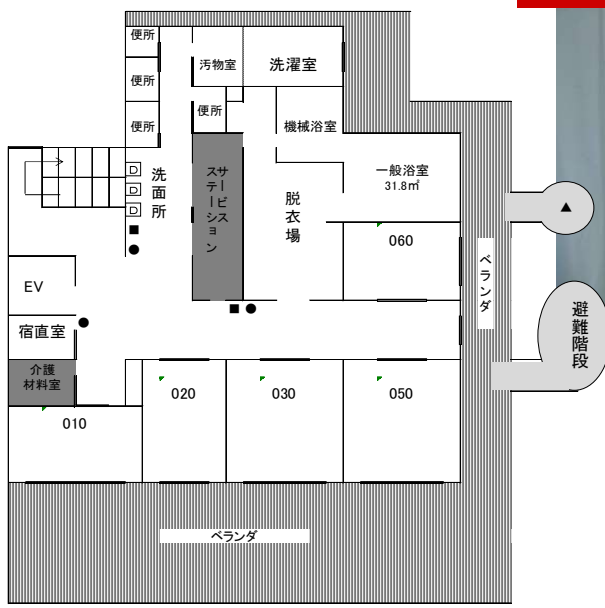 便所
汚物室
洗濯室
便所
便所
機械浴室
便所
一般浴室
31.8㎡
洗面所
D
D
D
サービス
ステーション
脱衣場
060
ベランダ
▲
EV
宿直室
避難階段
介護
材料室
010
020
030
050
ベランダ